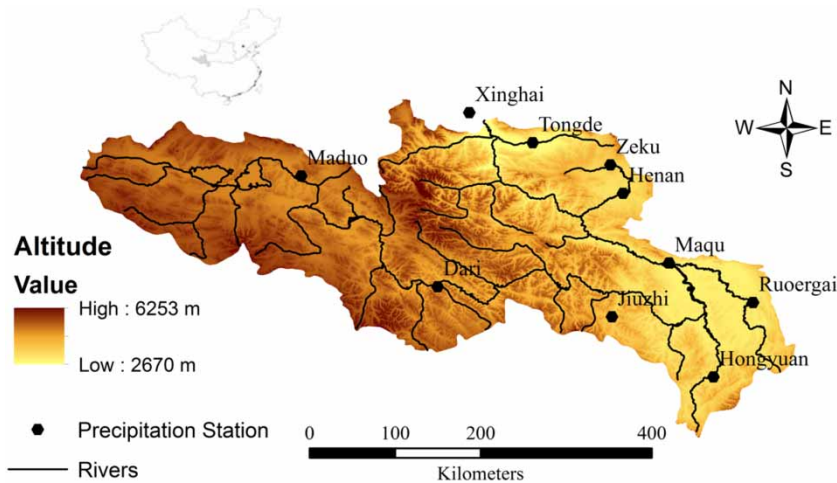 Xinghai
Tongde
Zeku
Henan
Maduo
Maqu
Dari
Ruoergai
Jiuzhi
Hongyuan
N
W
E
S
Altitude
Value
High : 6253 m
Low : 2670 m
Precipitation Station
Rivers
0 100 200 400
Kilometers